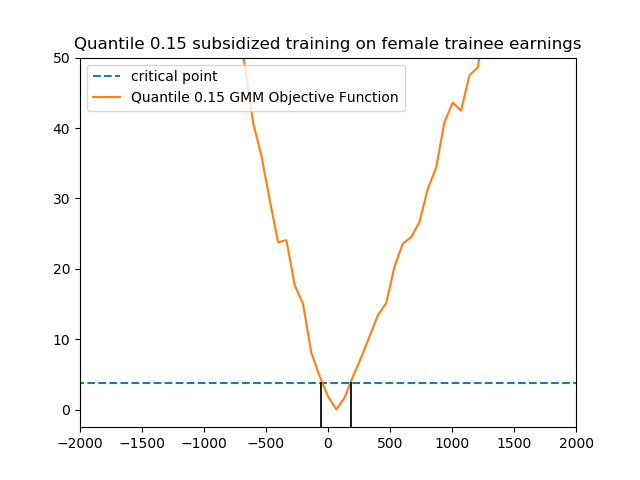 Quantile 0.15 subsidized training on female trainee earnings
critical point
Quantile 0.15 GMM Objective Function
50
40
30
20
10
0
−2000 −1500 −1000 −500 0 500 1000 1500 2000